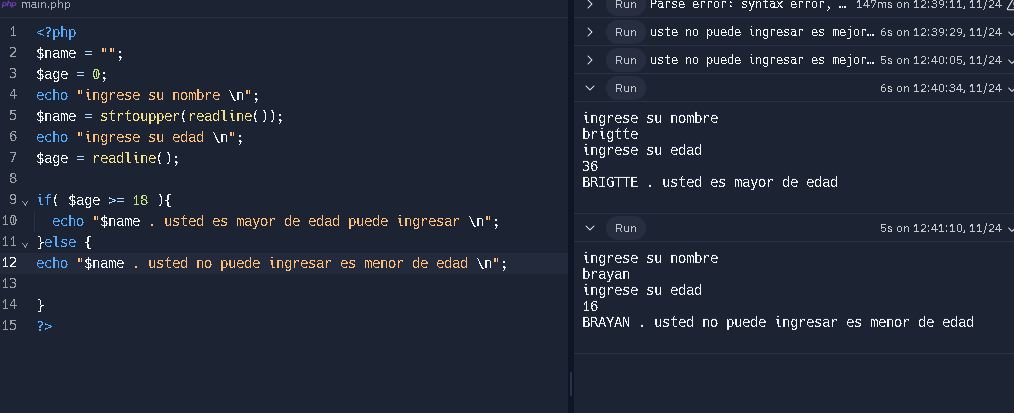 php main.php
1 <?php
2 $name = "";
3 $age = 0;
4 echo "ingrese su nombre \n";
5 $name = strtoupper(readline());
6 echo "ingrese su edad \n";
7 $age = readline();
8
9 if( $age >= 18 ){
10 echo "$name . usted es mayor de edad puede ingresar \n";
11 }else {
12 echo "$name . usted no puede ingresar es menor de edad \n";
13
14 }
15 ?>
Run Parse error: syntax error, … 147ms on 12:39:11, 11/24
Run uste no puede ingresar es mejor… 6s on 12:39:29, 11/24
Run uste no puede ingresar es mejor… 5s on 12:40:05, 11/24
Run 6s on 12:40:34, 11/24
ingrese su nombre
brigtte
ingrese su edad
36
BRIGTTE . usted es mayor de edad
Run 5s on 12:41:10, 11/24
ingrese su nombre
brayan
ingrese su edad
16
BRAYAN . usted no puede ingresar es menor de edad